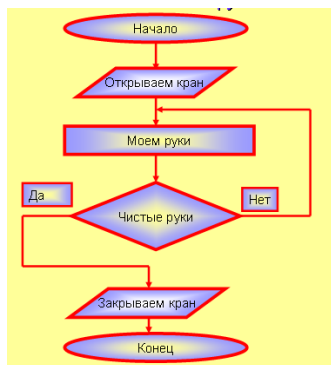 Начало
Открываем кран
Моем руки
Да
Нет
Чистые руки
Закрываем кран
Конец